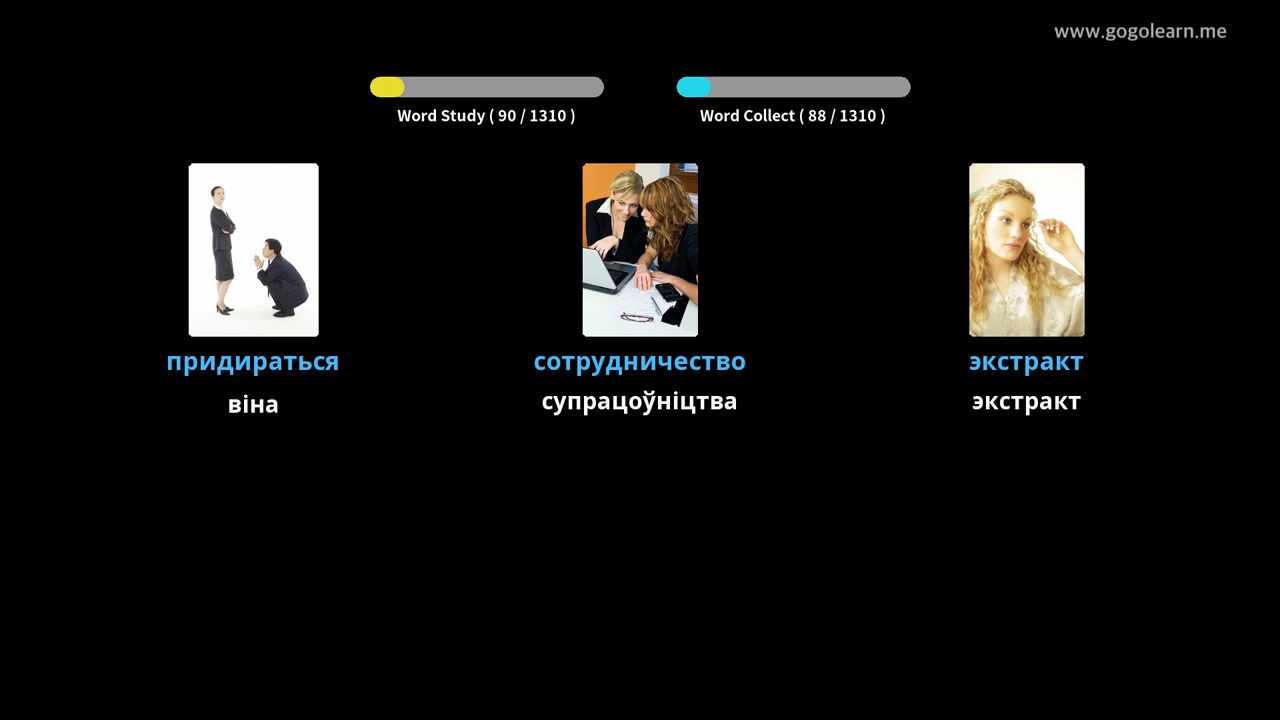 www.gogolearn.me
Word Study ( 90 / 1310 )
Word Collect ( 88 / 1310 )
придираться
сотрудничество
экстракт
віна
супрацоўніцтва
экстракт